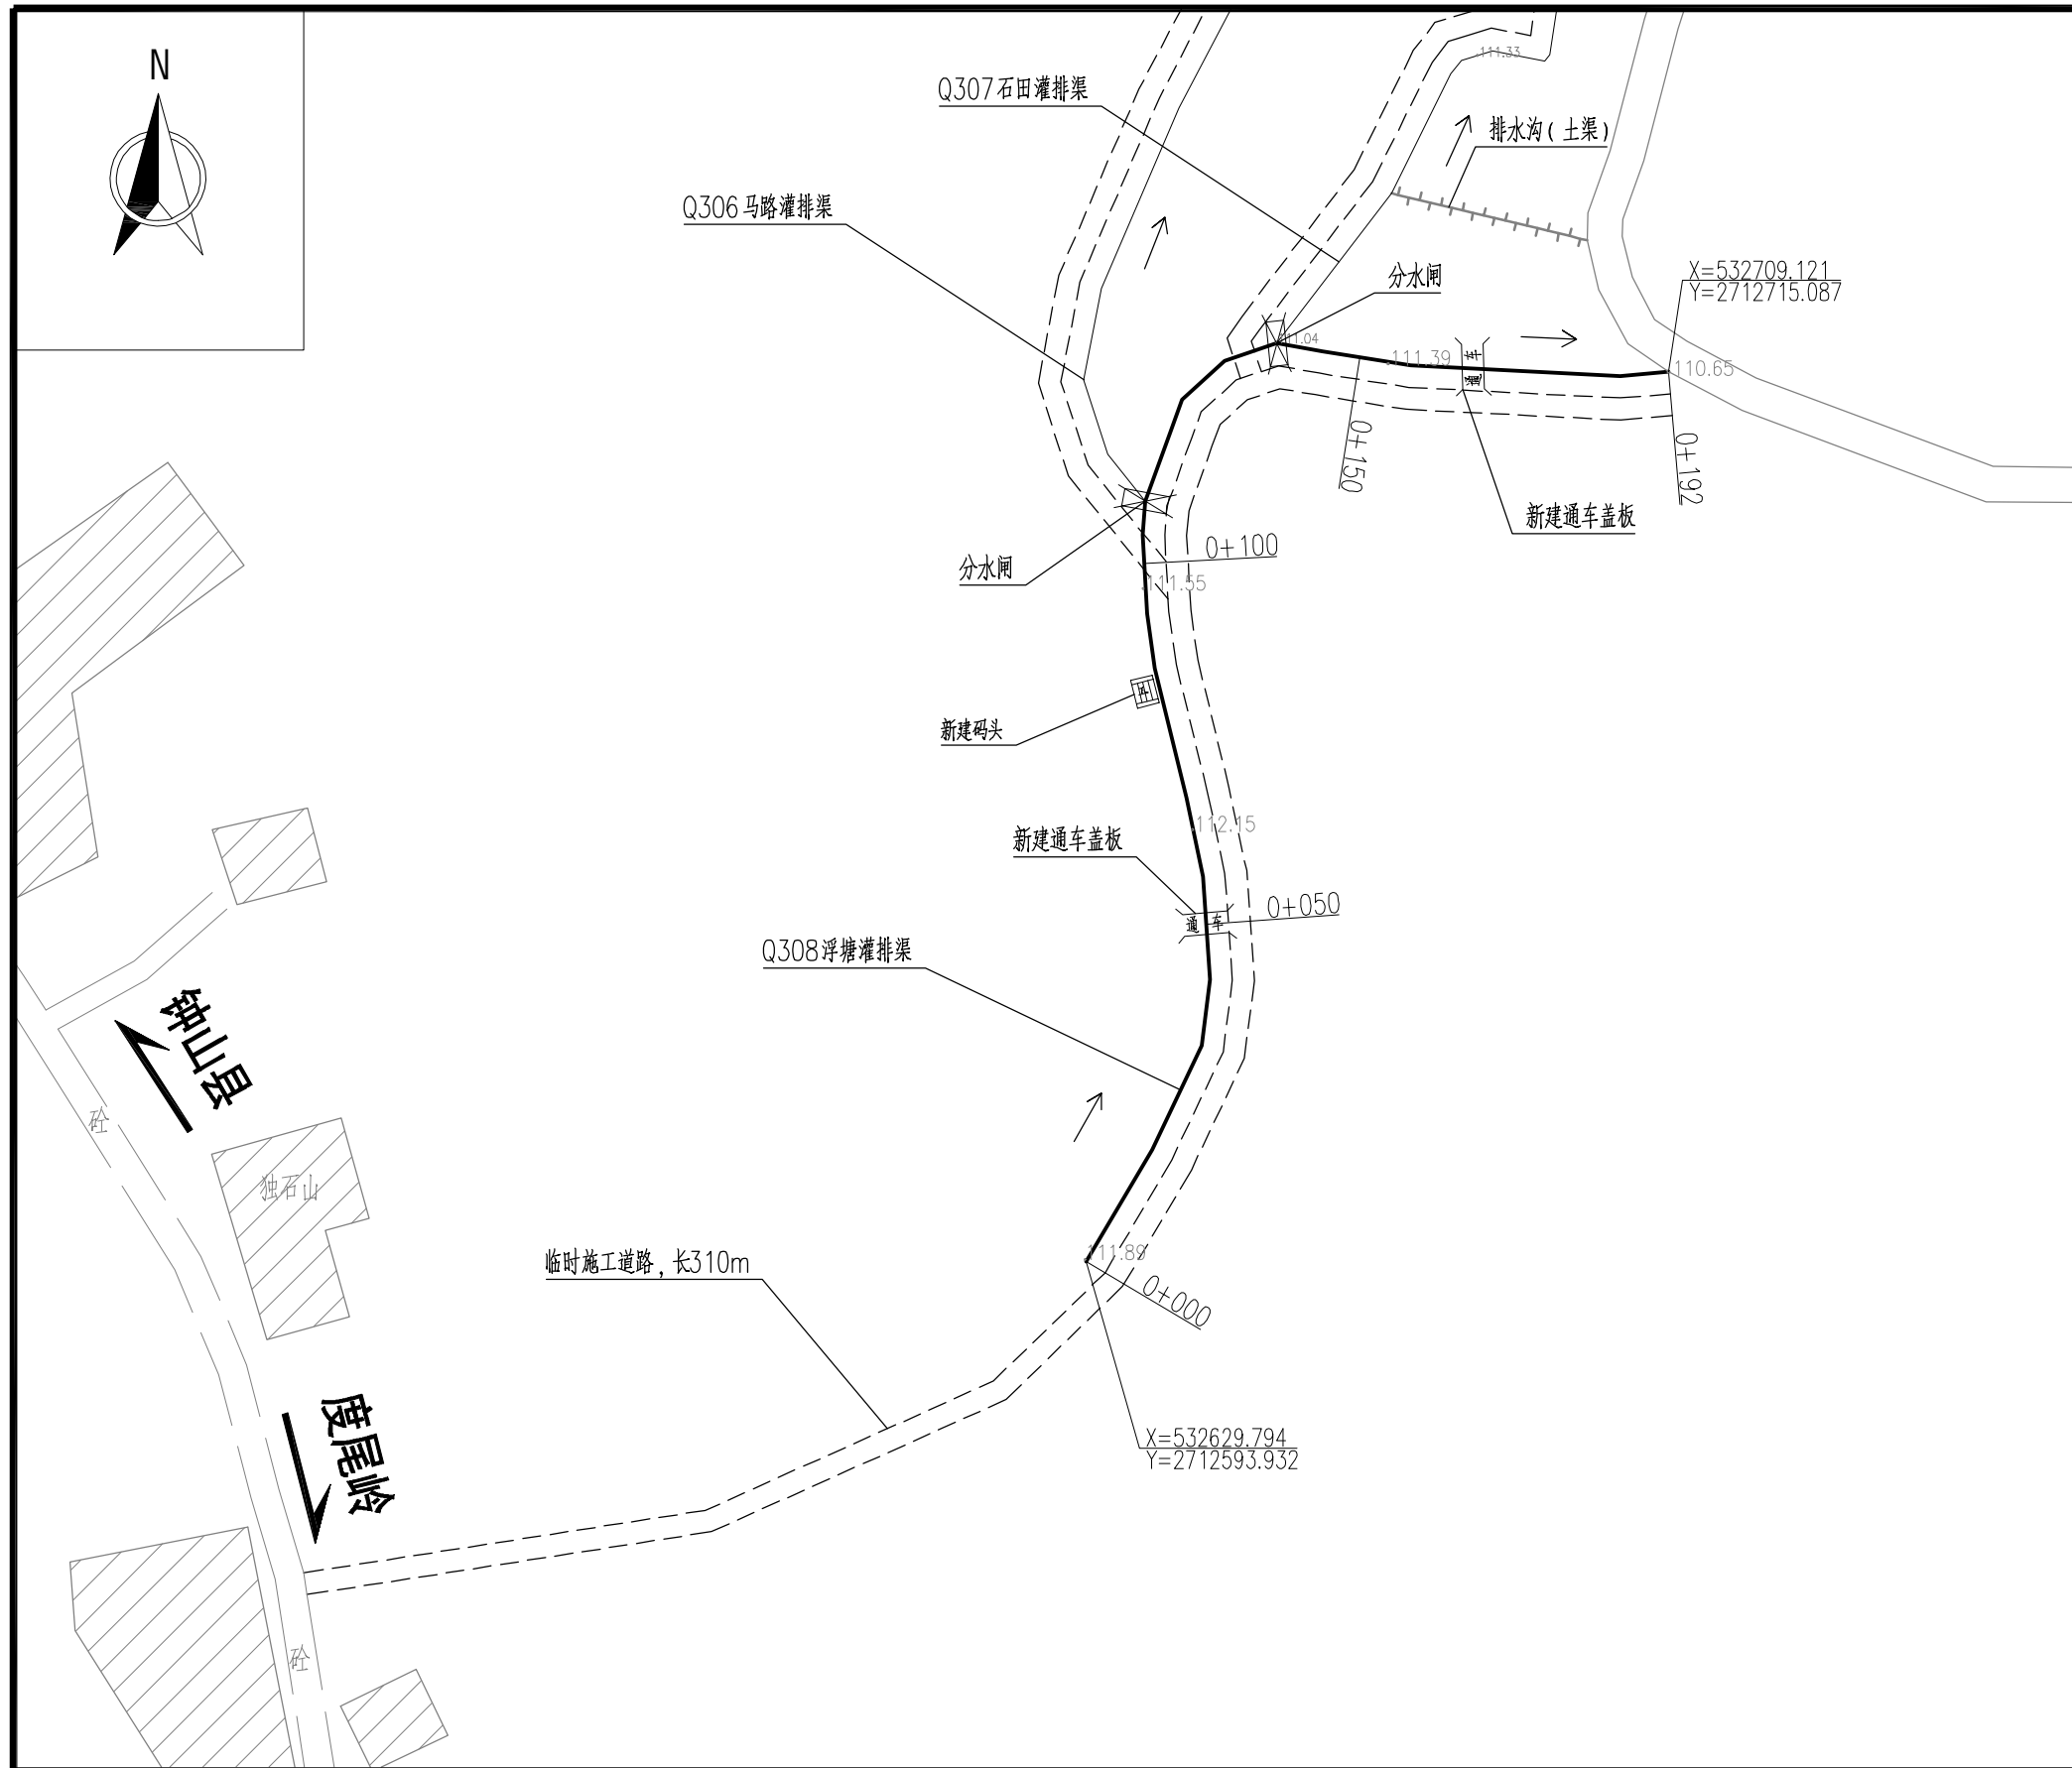 N
.111.33
Q307石田灌排渠
排水沟(土渠)
Q306马路灌排渠
分水闸
X=532709.121
Y=2712715.087
111.04
.111.39
通车
110.65
0+150
0+192
新建通车盖板
分水闸
0+100
.111.55
新建码头
.112.15
新建通车盖板
0+050
通车
Q308浮塘灌排渠
钟山县
砼
独石山
临时施工道路,长310m
.111.89
0+000
度尾岭
X=532629.794
Y=2712593.932
砼